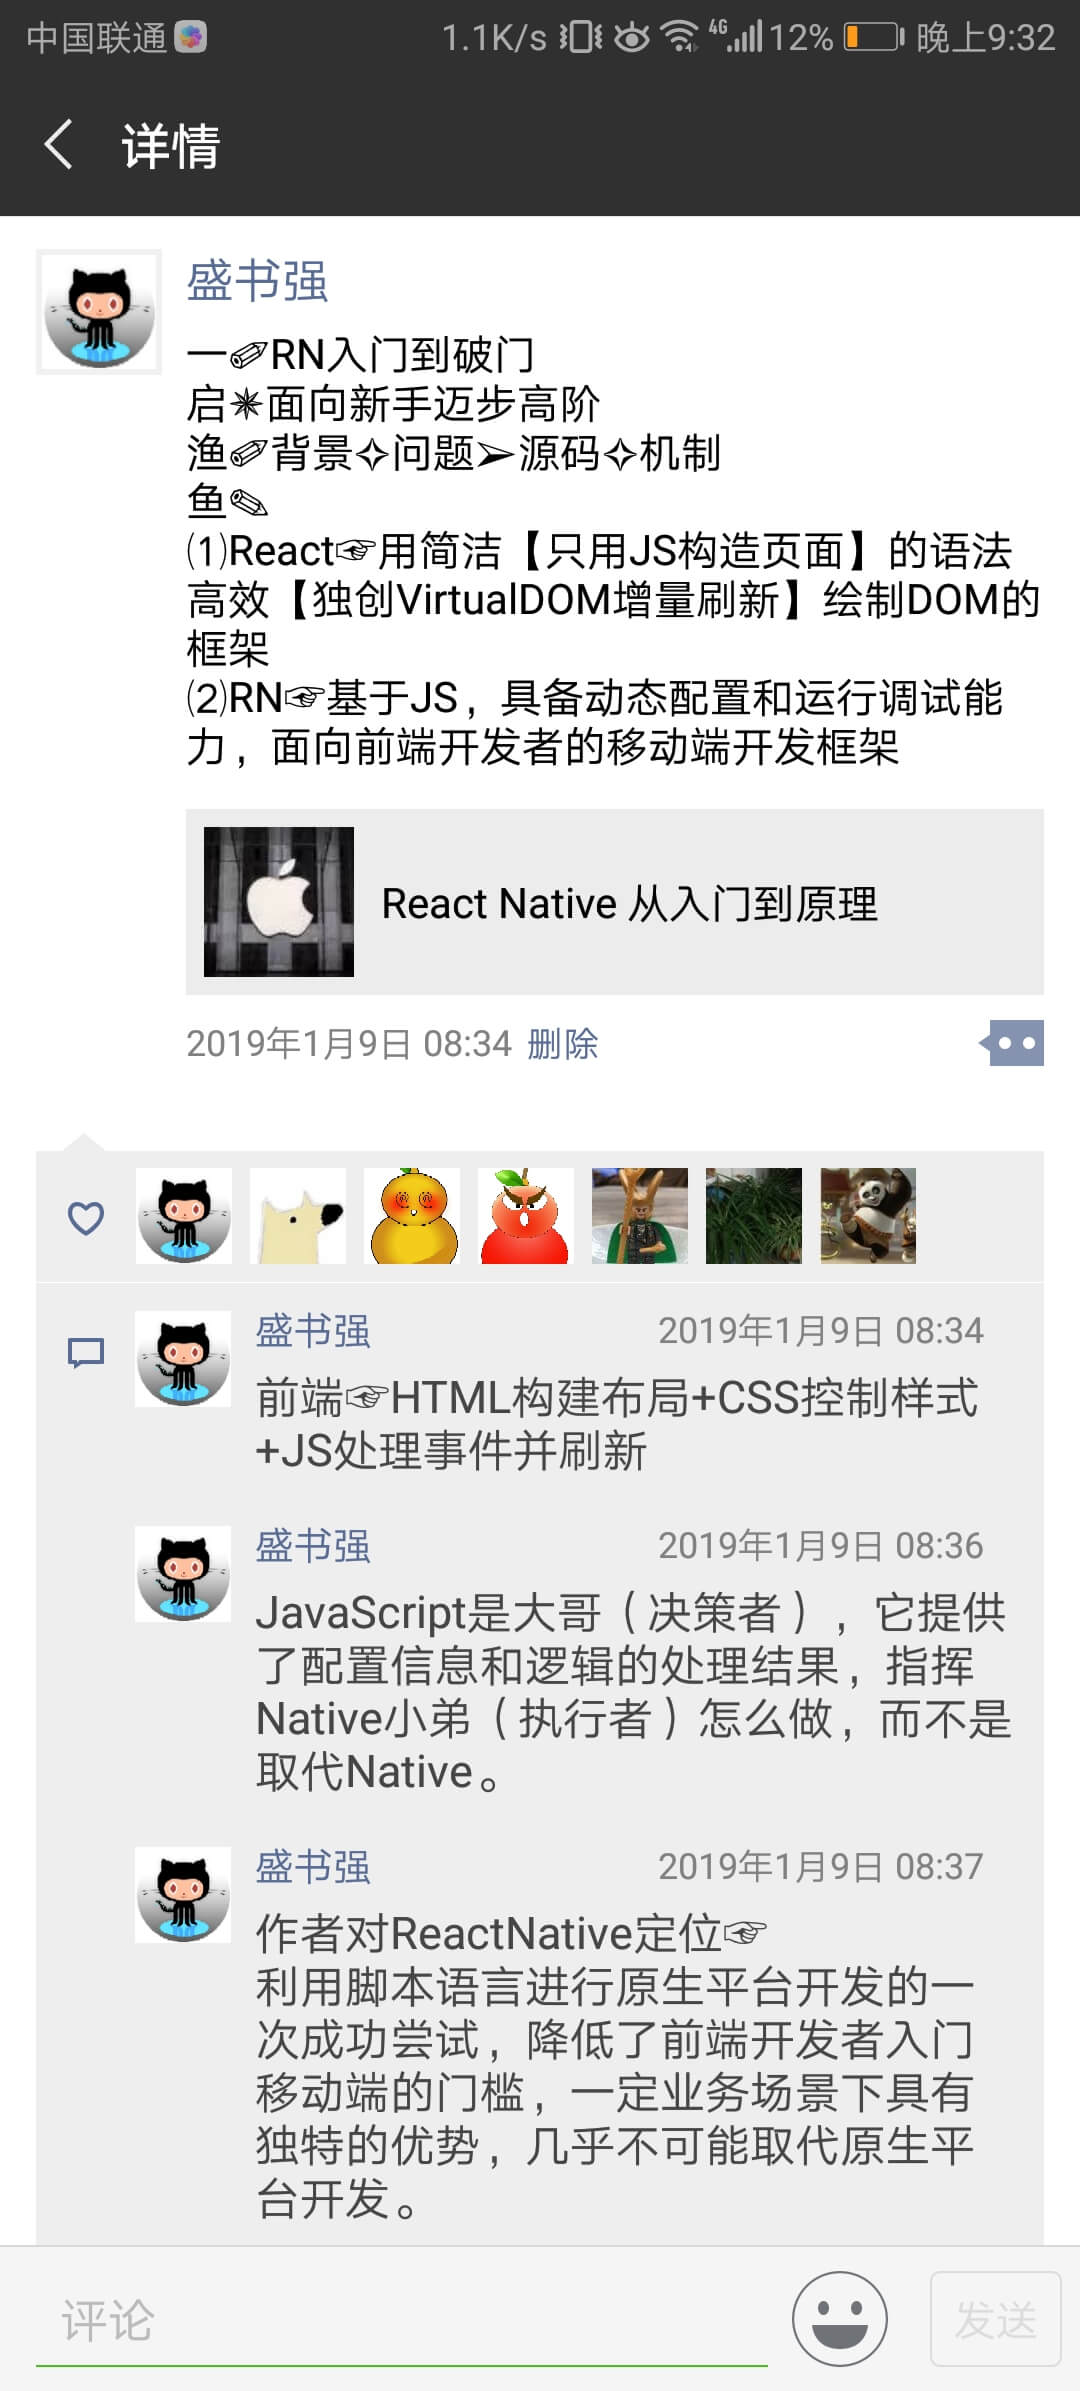 中国联通 1.1K/s 4G 12% 晚上9:32
详情
盛书强
一✐RN入门到破门
启✷面向新手迈步高阶
渔✐背景✧问题➢源码✧机制
鱼✎
⑴React☞用简洁【只用JS构造页面】的语法
高效【独创VirtualDOM增量刷新】绘制DOM的
框架
⑵RN☞基于JS，具备动态配置和运行调试能
力，面向前端开发者的移动端开发框架
React Native 从入门到原理
2019年1月9日 08:34 删除
盛书强 2019年1月9日 08:34
前端☞HTML构建布局+CSS控制样式
+JS处理事件并刷新
盛书强 2019年1月9日 08:36
JavaScript是大哥（决策者），它提供
了配置信息和逻辑的处理结果，指挥
Native小弟（执行者）怎么做，而不是
取代Native。
盛书强 2019年1月9日 08:37
作者对ReactNative定位☞
利用脚本语言进行原生平台开发的一
次成功尝试，降低了前端开发者入门
移动端的门槛，一定业务场景下具有
独特的优势，几乎不可能取代原生平
台开发。
评论 发送